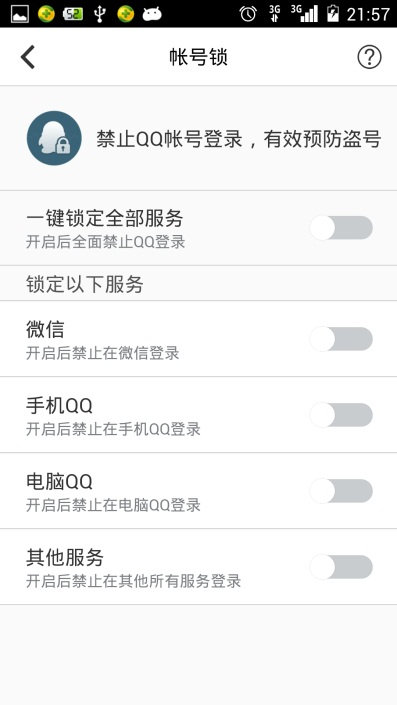 52 3G 3G 21:57
帐号锁
禁止QQ帐号登录，有效预防盗号
一键锁定全部服务
开启后全面禁止QQ登录
锁定以下服务
微信
开启后禁止在微信登录
手机QQ
开启后禁止在手机QQ登录
电脑QQ
开启后禁止在电脑QQ登录
其他服务
开启后禁止在其他所有服务登录